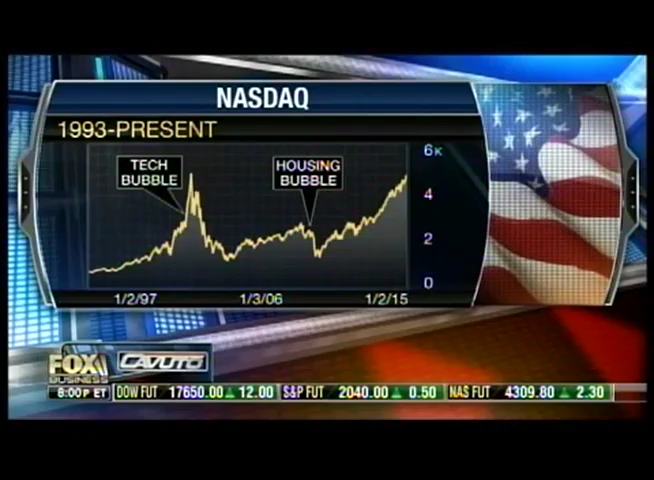 NASDAQ
1993-PRESENT
TECH
BUBBLE
HOUSING
BUBBLE
6K
4
2
0
1/2/97 1/3/06 1/2/15
FOX
BUSINESS
CAVUTO
8:00P ET DOW FUT 17650.00 ▲ 12.00 S&P FUT 2040.00 ▲ 0.50 NAS FUT 4309.80 ▲ 2.30